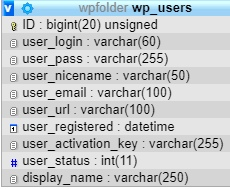 v wpfolder wp_users
ID : bigint(20) unsigned
user_login : varchar(60)
user_pass : varchar(255)
user_nicename : varchar(50)
user_email : varchar(100)
user_url : varchar(100)
user_registered : datetime
user_activation_key : varchar(255)
# user_status : int(11)
display_name : varchar(250)